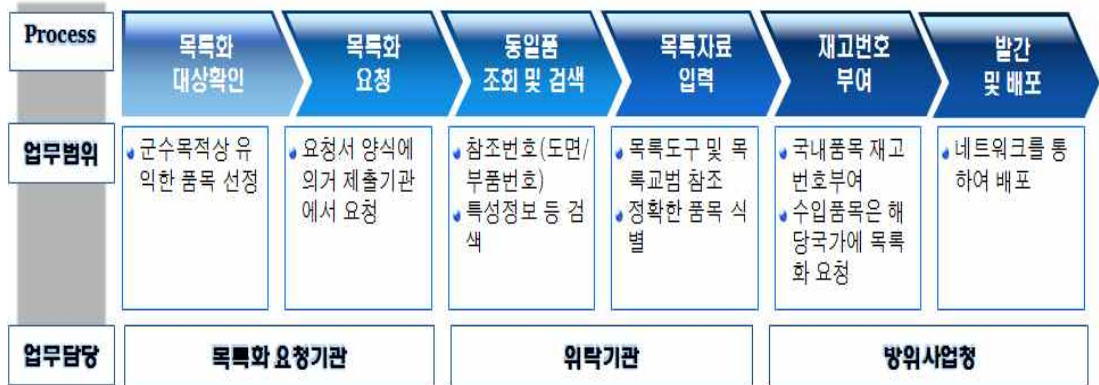 Process
목록화
대상확인
목록화
요청
동일품
조회 및 검색
목록자료
입력
재고번호
부여
발간
및 배포
업무범위
군수목적상 유
익한 품목 선정
요청서 양식에
의거 제출기관
에서 요청
참조번호(도면/
부품번호)
특성정보 등 검
색
목록도구 및 목
록교범 참조
정확한 품목 식
별
국내품목 재고
번호부여
수입품목은 해
당국가에 목록
화 요청
네트워크를 통
하여 배포
업무담당
목록화 요청기관
위탁기관
방위사업청